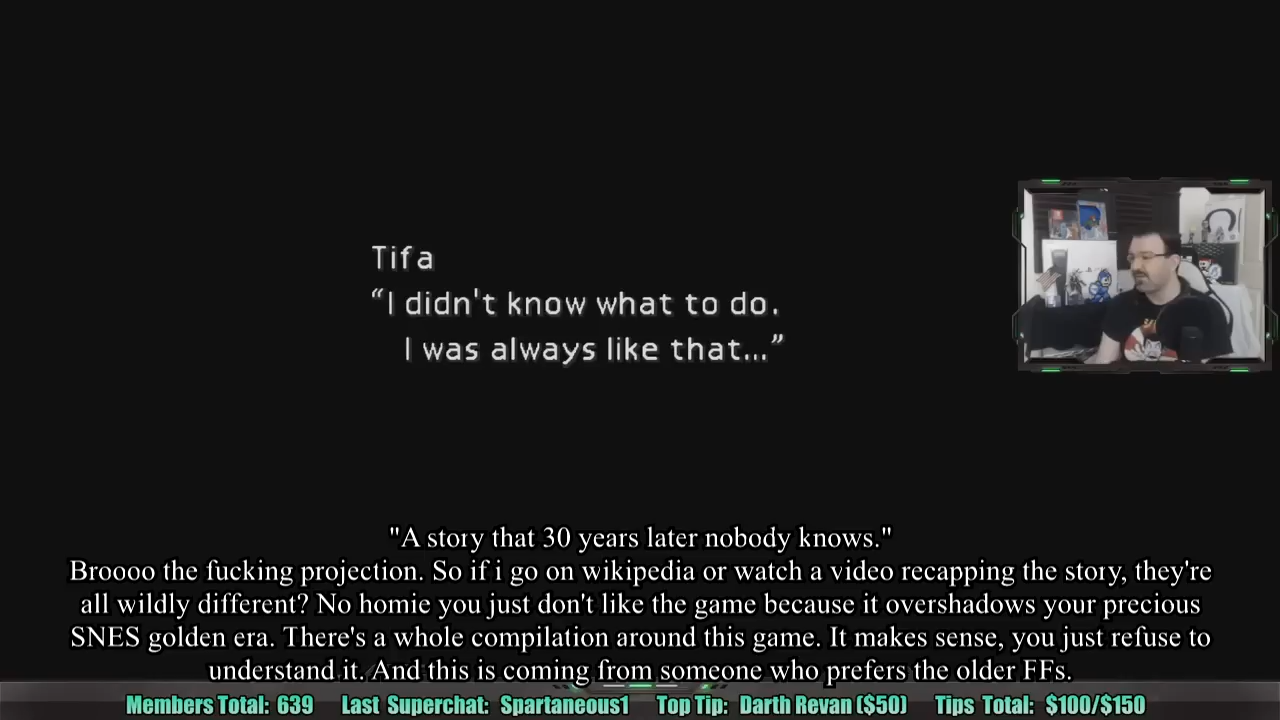 Tifa
“I didn't know what to do.
I was always like that...”
"A story that 30 years later nobody knows."
Broooo the fucking projection. So if i go on wikipedia or watch a video recapping the story, they're
all wildly different? No homie you just don't like the game because it overshadows your precious
SNES golden era. There's a whole compilation around this game. It makes sense, you just refuse to
understand it. And this is coming from someone who prefers the older FFs.
Members Total: 639 Last Superchat: Spartaneous1 Top Tip: Darth Revan ($50) Tips Total: $100/$150